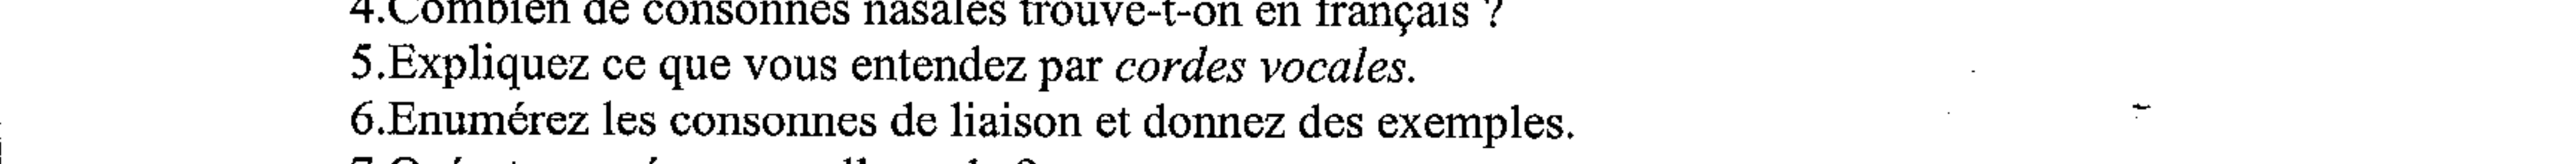 4.Combien de consonnes nasales trouve-t-on en français ?
5.Expliquez ce que vous entendez par cordes vocales.
6.Enumérez les consonnes de liaison et donnez des exemples.